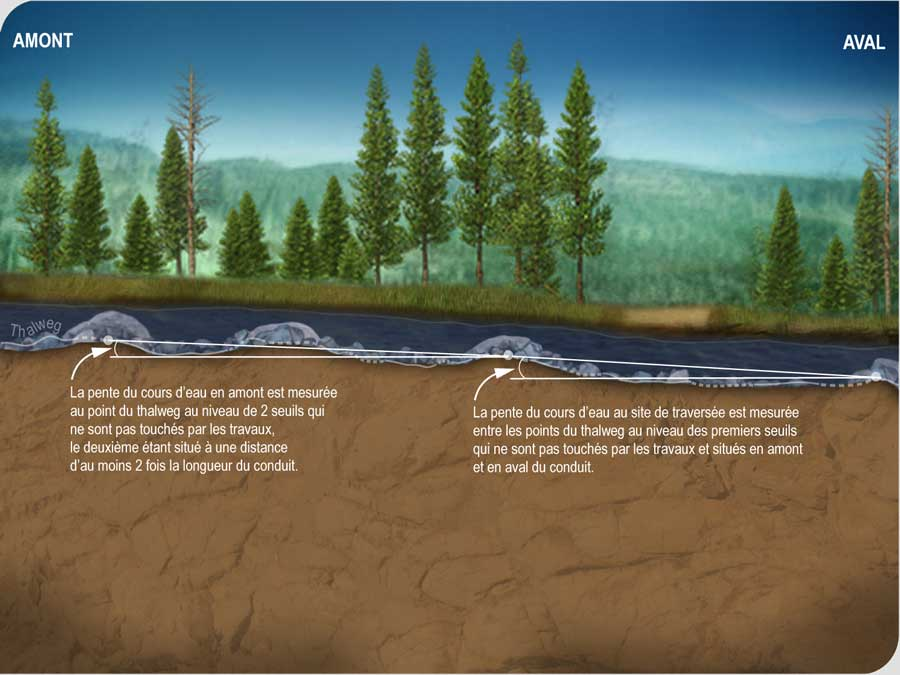 AMONT
AVAL
Thalweg
La pente du cours d'eau en amont est mesurée
au point du thalweg au niveau de 2 seuils qui
ne sont pas touchés par les travaux,
le deuxième étant situé à une distance
d'au moins 2 fois la longueur du conduit.
La pente du cours d'eau au site de traversée est mesurée
entre les points du thalweg au niveau des premiers seuils
qui ne sont pas touchés par les travaux et situés en amont
et en aval du conduit.